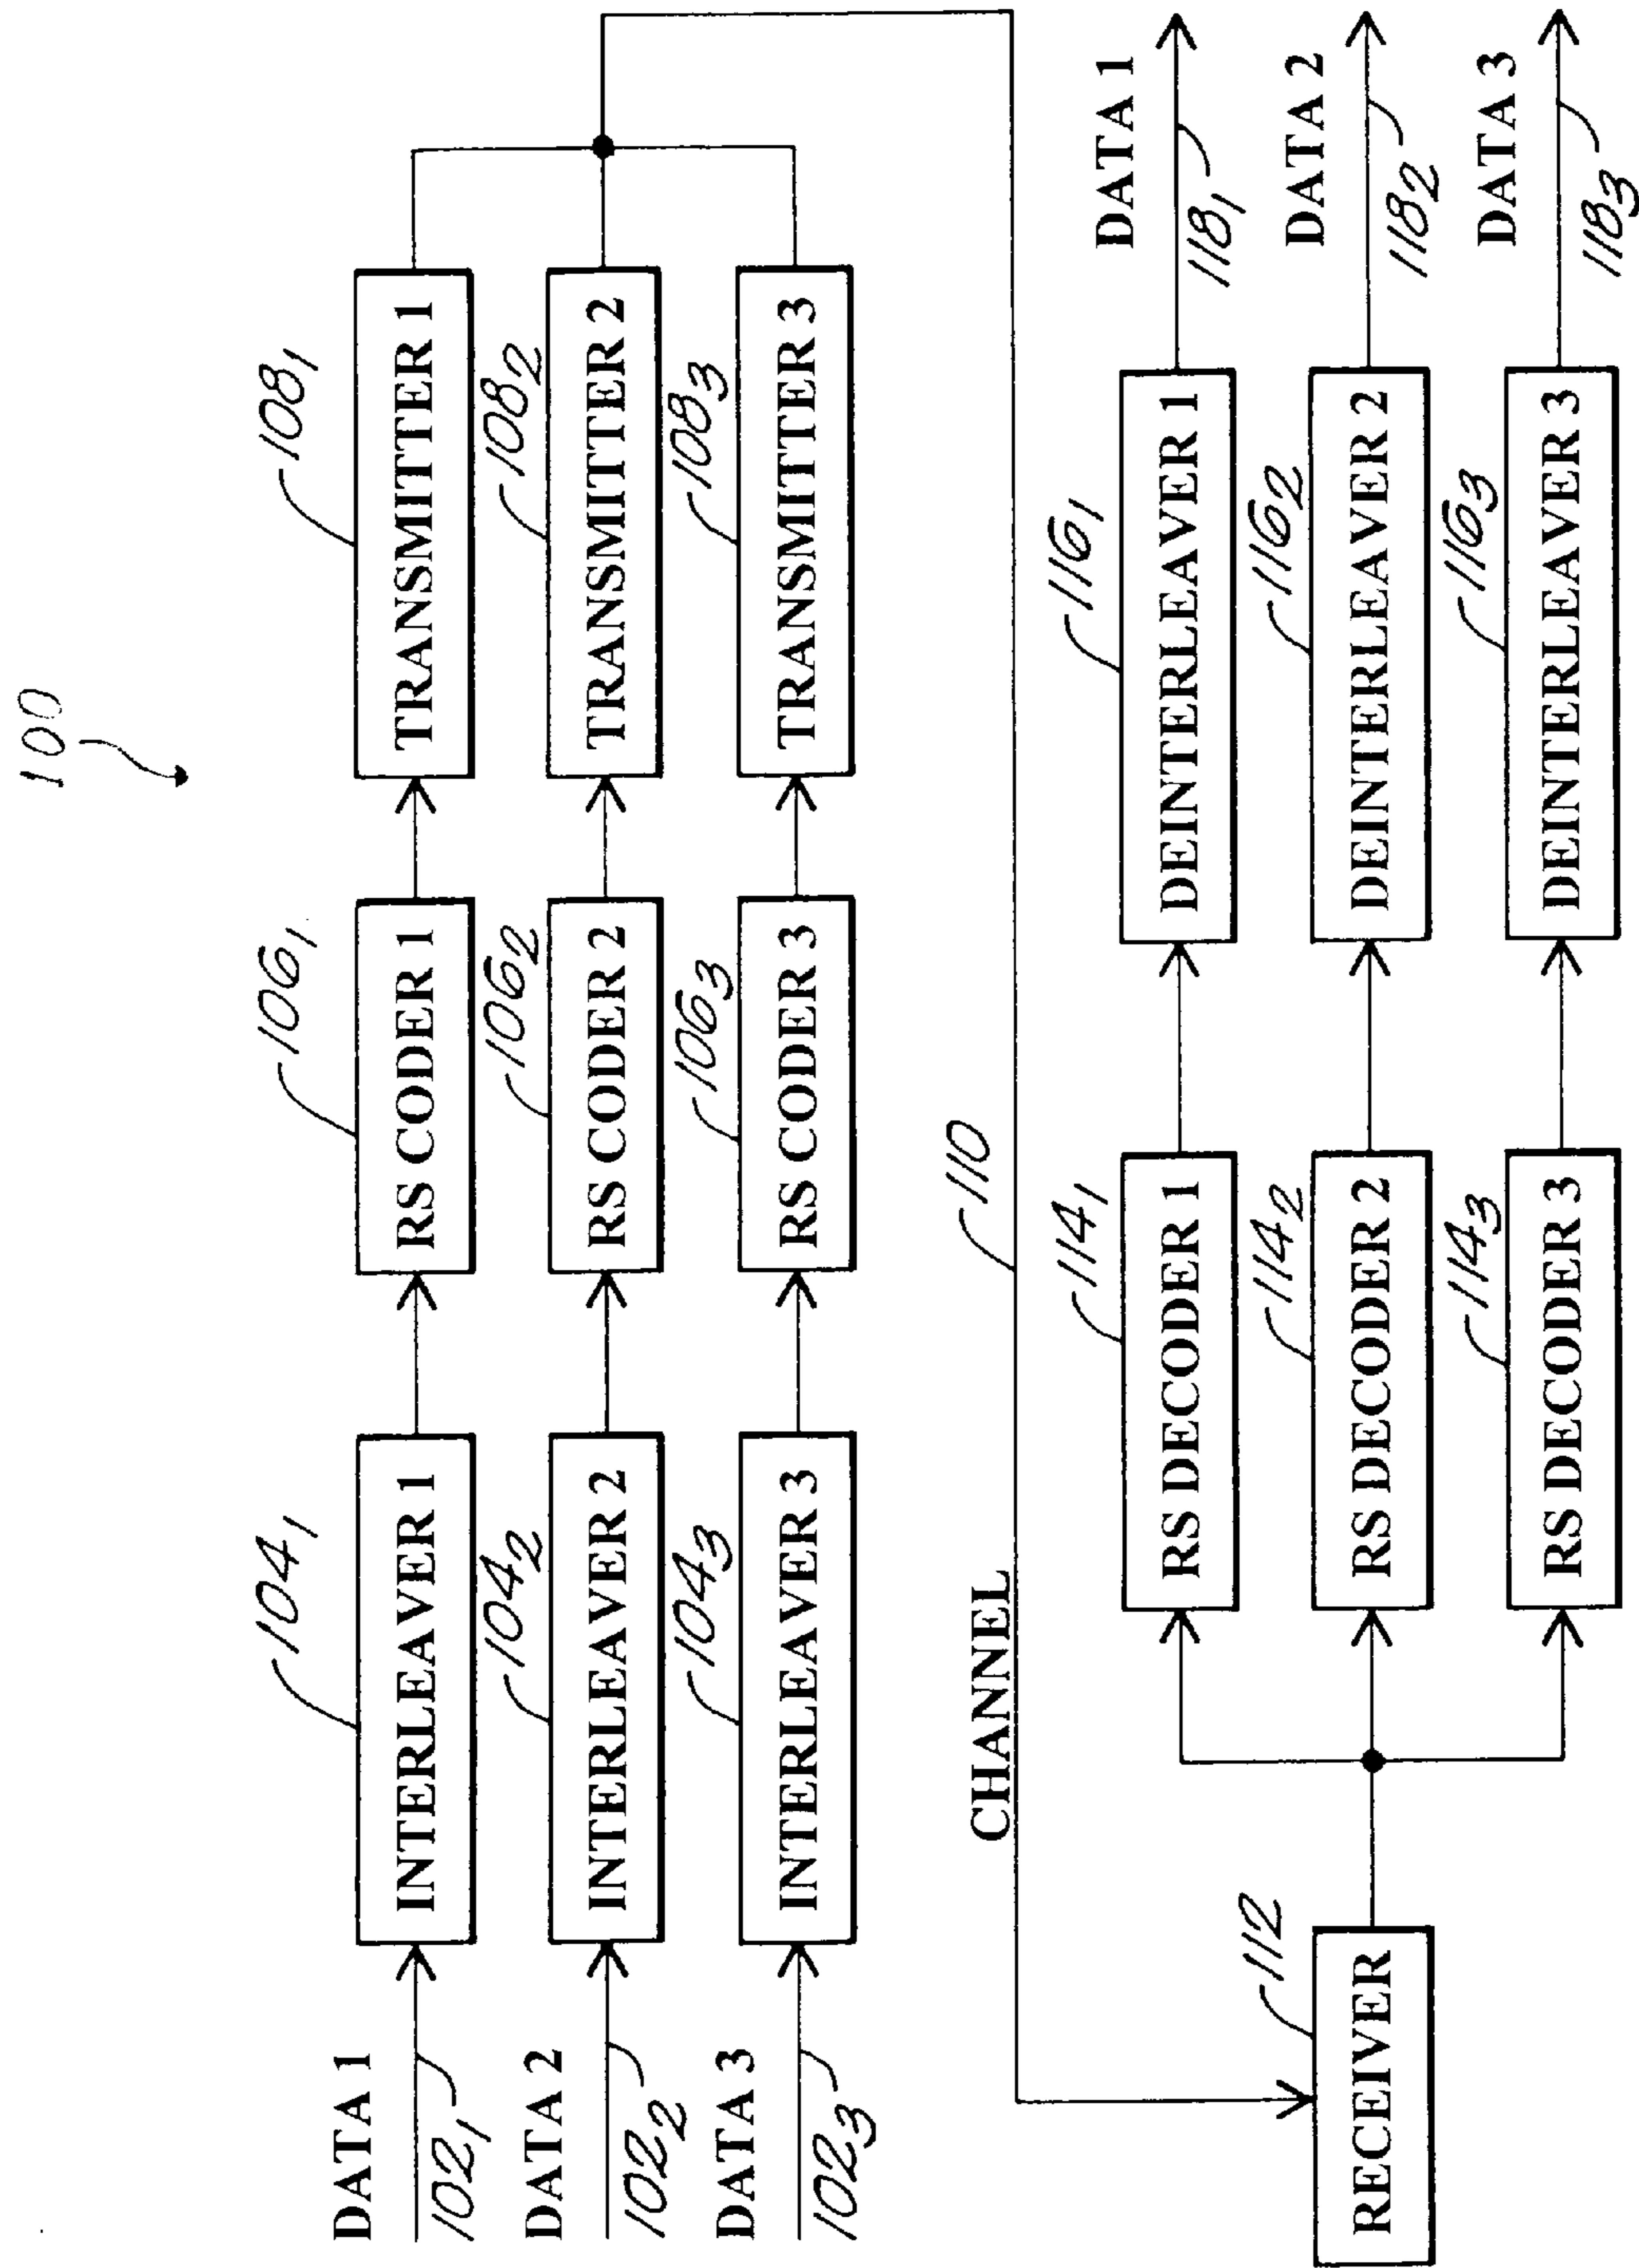 100
104₁
106₁
108₁
DATA 1
INTERLEAVER 1
RS CODER 1
TRANSMITTER 1
102₁
104₂
106₂
108₂
DATA 2
INTERLEAVER 2
RS CODER 2
TRANSMITTER 2
102₂
104₃
106₃
108₃
DATA 3
INTERLEAVER 3
RS CODER 3
TRANSMITTER 3
102₃
CHANNEL
110
114₁
116₁
DATA 1
RS DECODER 1
DEINTERLEAVER 1
118₁
112
114₂
116₂
DATA 2
RECEIVER
RS DECODER 2
DEINTERLEAVER 2
118₂
114₃
116₃
DATA 3
RS DECODER 3
DEINTERLEAVER 3
118₃